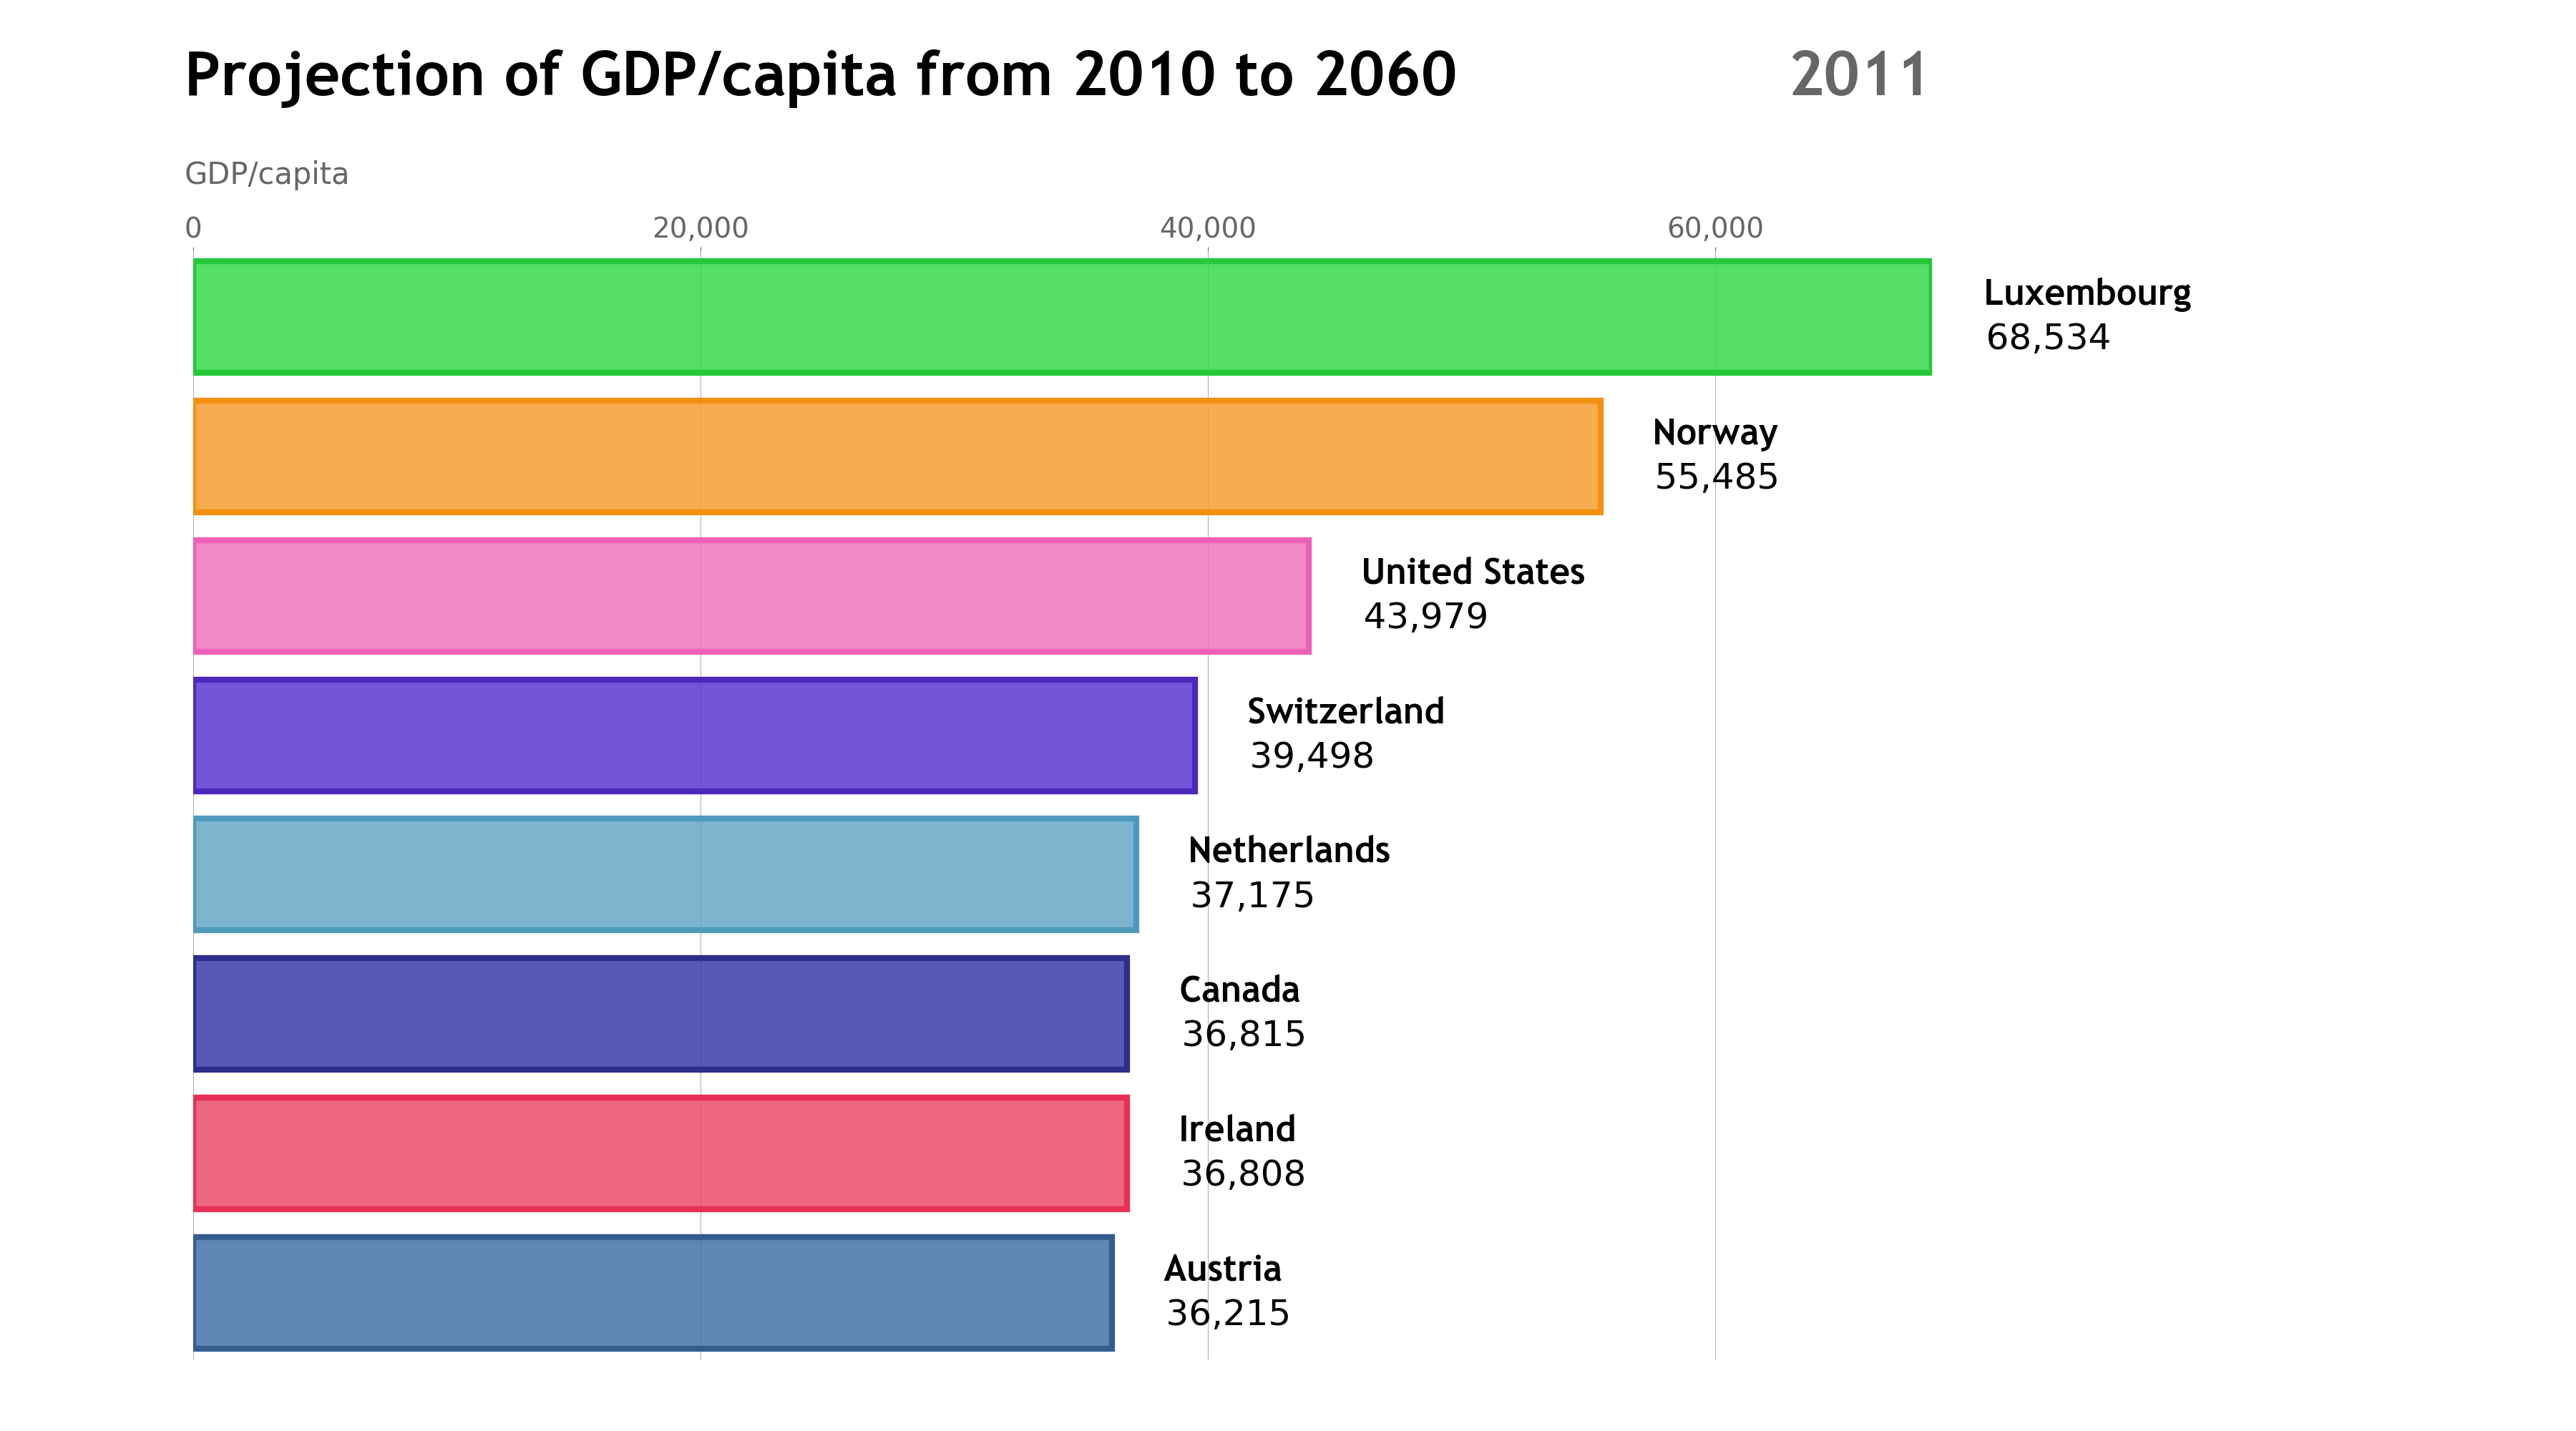 Projection of GDP/capita from 2010 to 2060
2011
GDP/capita
0 20,000 40,000 60,000
Luxembourg
68,534
Norway
55,485
United States
43,979
Switzerland
39,498
Netherlands
37,175
Canada
36,815
Ireland
36,808
Austria
36,215